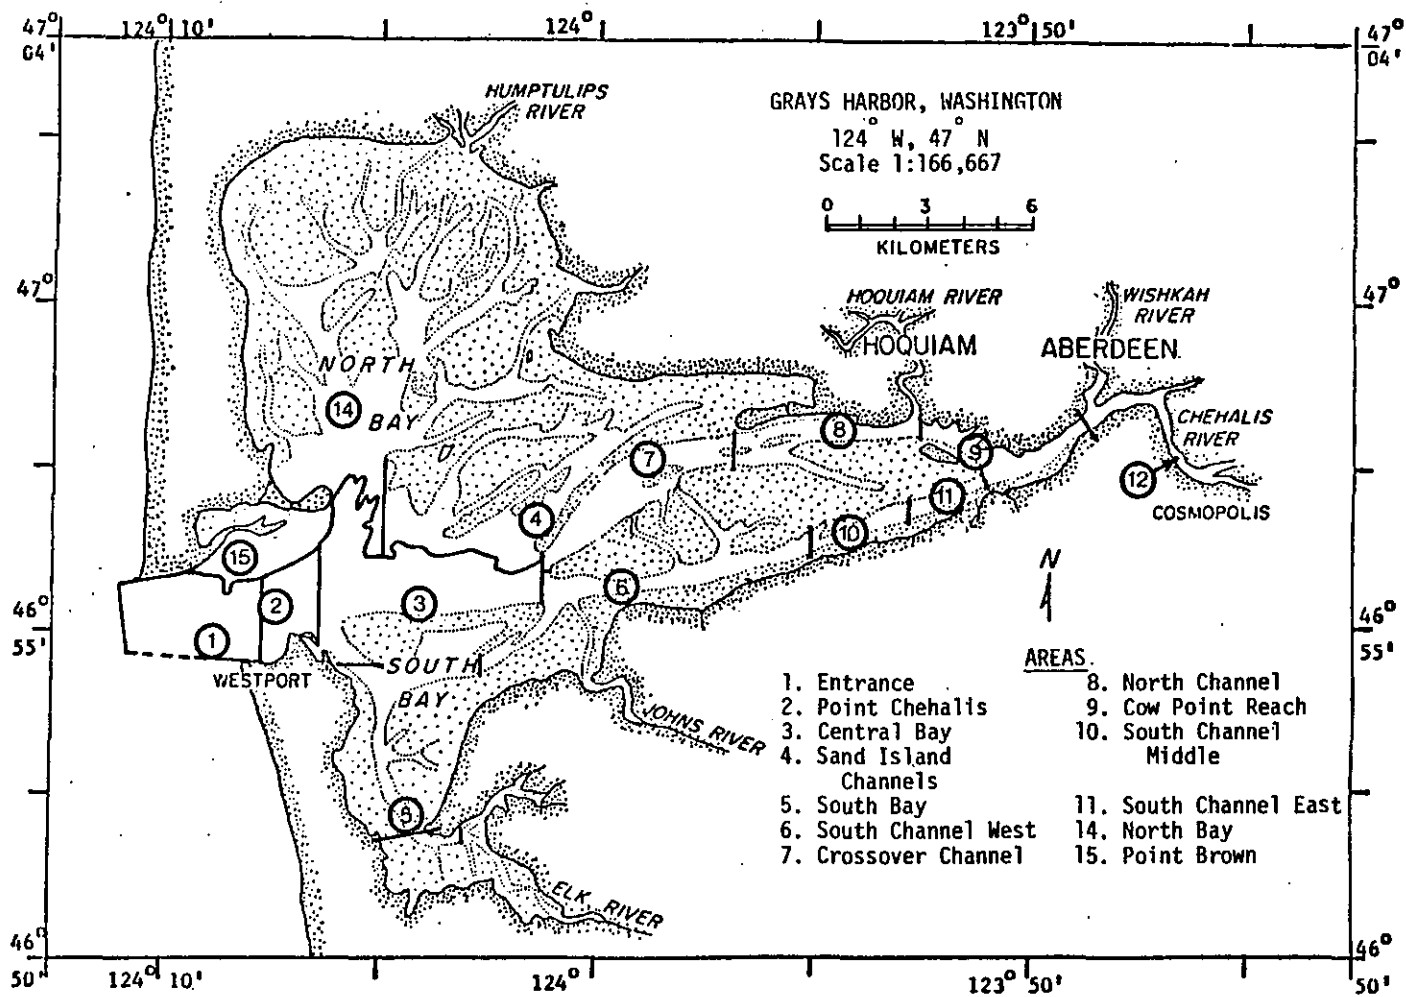 47° 124° 10' 124° 123° 50' 47°
04' 04'
HUMPTULIPS
RIVER
GRAYS HARBOR, WASHINGTON
124° W, 47° N
Scale 1:166,667
0 3 6
KILOMETERS
47° 47°
HOQUIAM RIVER
WISHKAH
RIVER
HOQUIAM
ABERDEEN
NORTH
BAY
14
CHEHALIS
RIVER
8
7
9
12
11
4
10
COSMOPOLIS
15
N
6
2
3
1
46° 46°
55' 55'
WESTPORT
SOUTH
BAY
JOHNS RIVER
5
ELK RIVER
AREAS
1. Entrance
2. Point Chehalis
3. Central Bay
4. Sand Island
Channels
5. South Bay
6. South Channel West
7. Crossover Channel
8. North Channel
9. Cow Point Reach
10. South Channel
Middle
11. South Channel East
14. North Bay
15. Point Brown
46° 46°
50' 124° 10' 124° 123° 50' 50'